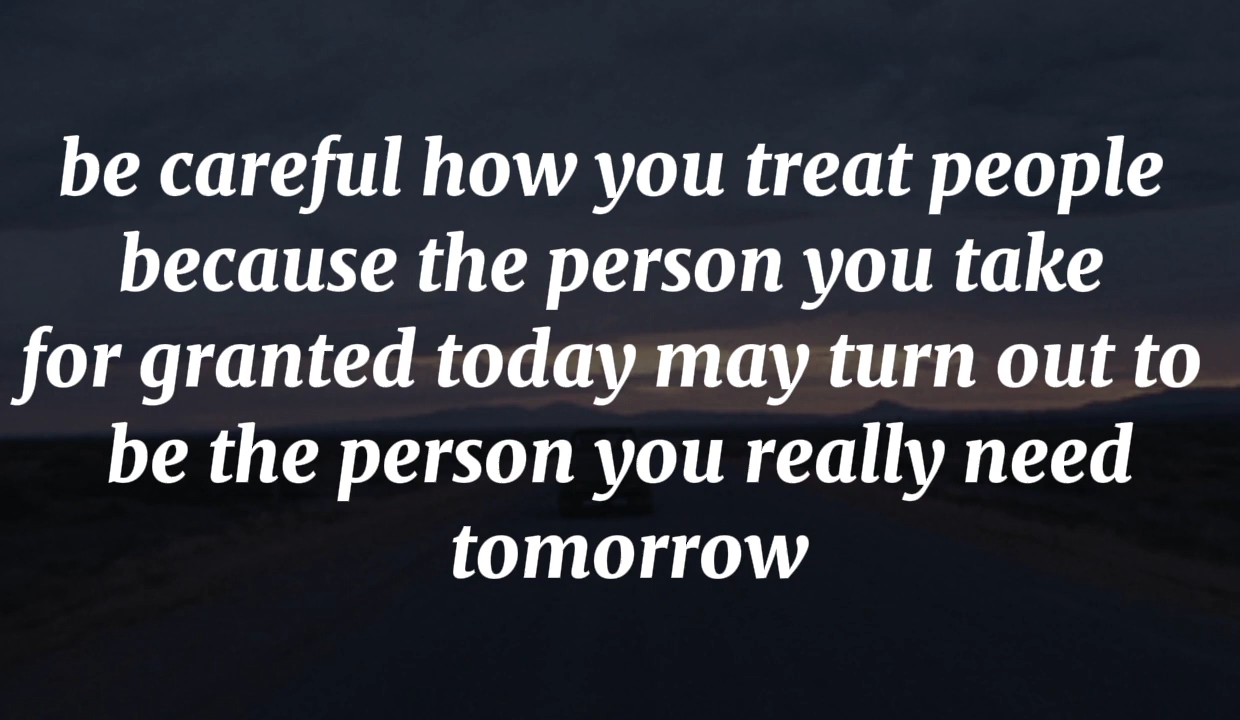 be careful how you treat people
because the person you take
for granted today may turn out to
be the person you really need
tomorrow